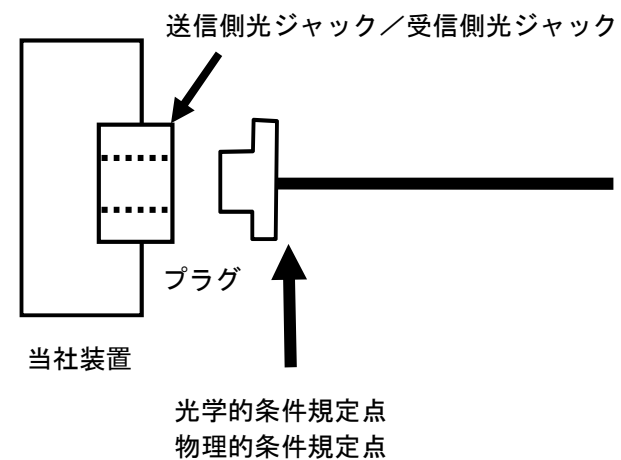 送信側光ジャック／受信側光ジャック
プラグ
当社装置
光学的条件規定点
物理的条件規定点